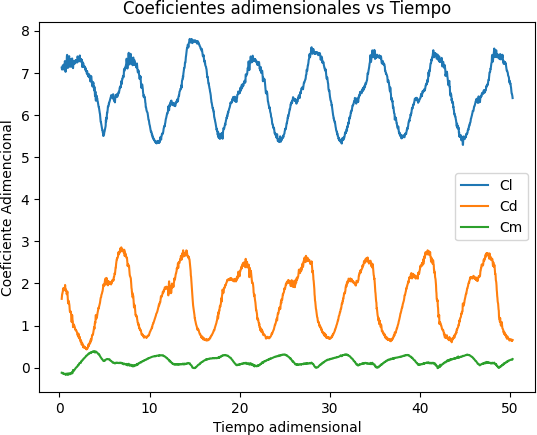 Coeficientes adimensionales vs Tiempo
Coeficiente Adimencional
8
7
6
5
4
3
2
1
0
Cl
Cd
Cm
0 10 20 30 40 50
Tiempo adimensional